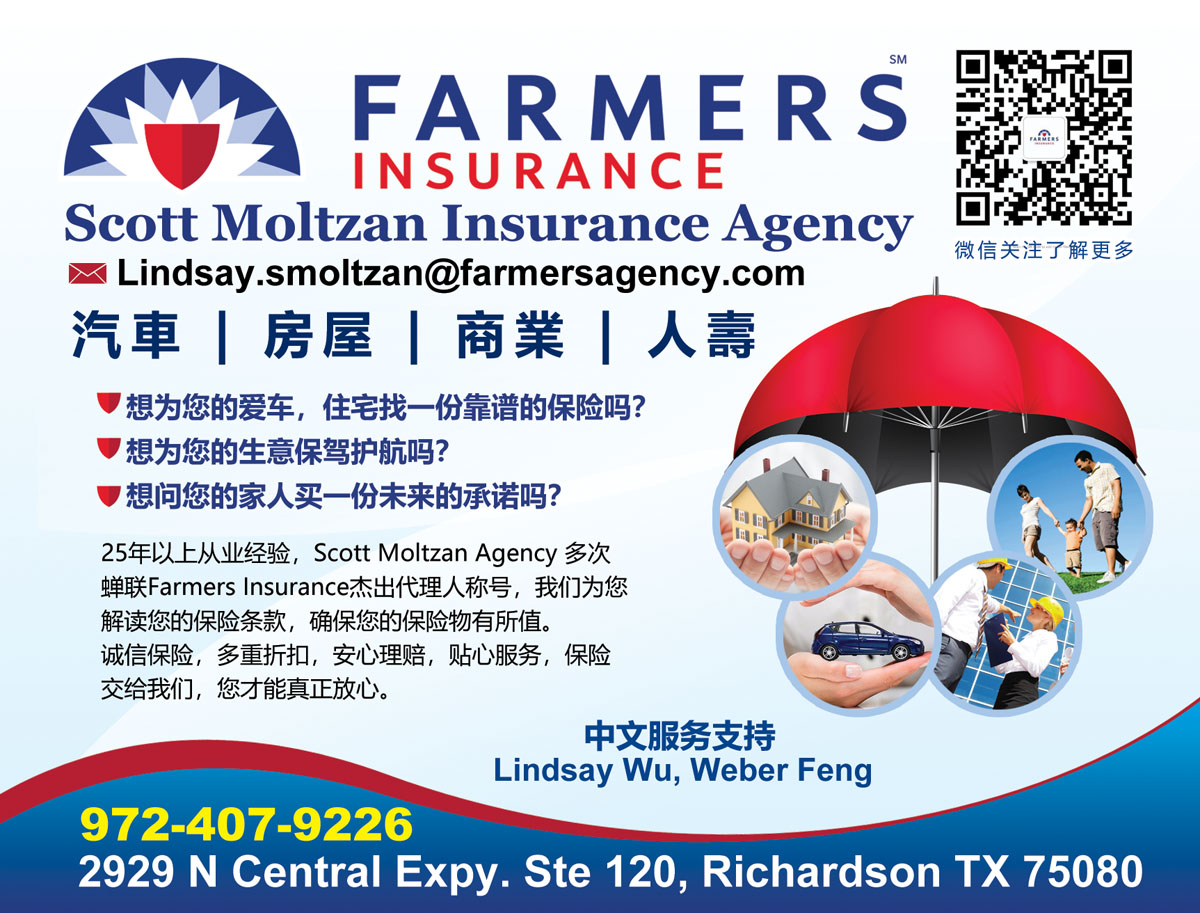 FARMERS SM
INSURANCE
Scott Moltzan Insurance Agency
Lindsay.smoltzan@farmersagency.com
FARMERS
INSURANCE
微信关注了解更多
汽車 | 房屋 | 商業 | 人壽
想为您的爱车，住宅找一份靠谱的保险吗？
想为您的生意保驾护航吗？
想问您的家人买一份未来的承诺吗？
25年以上从业经验，Scott Moltzan Agency 多次
蝉联Farmers Insurance杰出代理人称号，我们为您
解读您的保险条款，确保您的保险物有所值。
诚信保险，多重折扣，安心理赔，贴心服务，保险
交给我们，您才能真正放心。
中文服务支持
Lindsay Wu, Weber Feng
972-407-9226
2929 N Central Expy. Ste 120, Richardson TX 75080